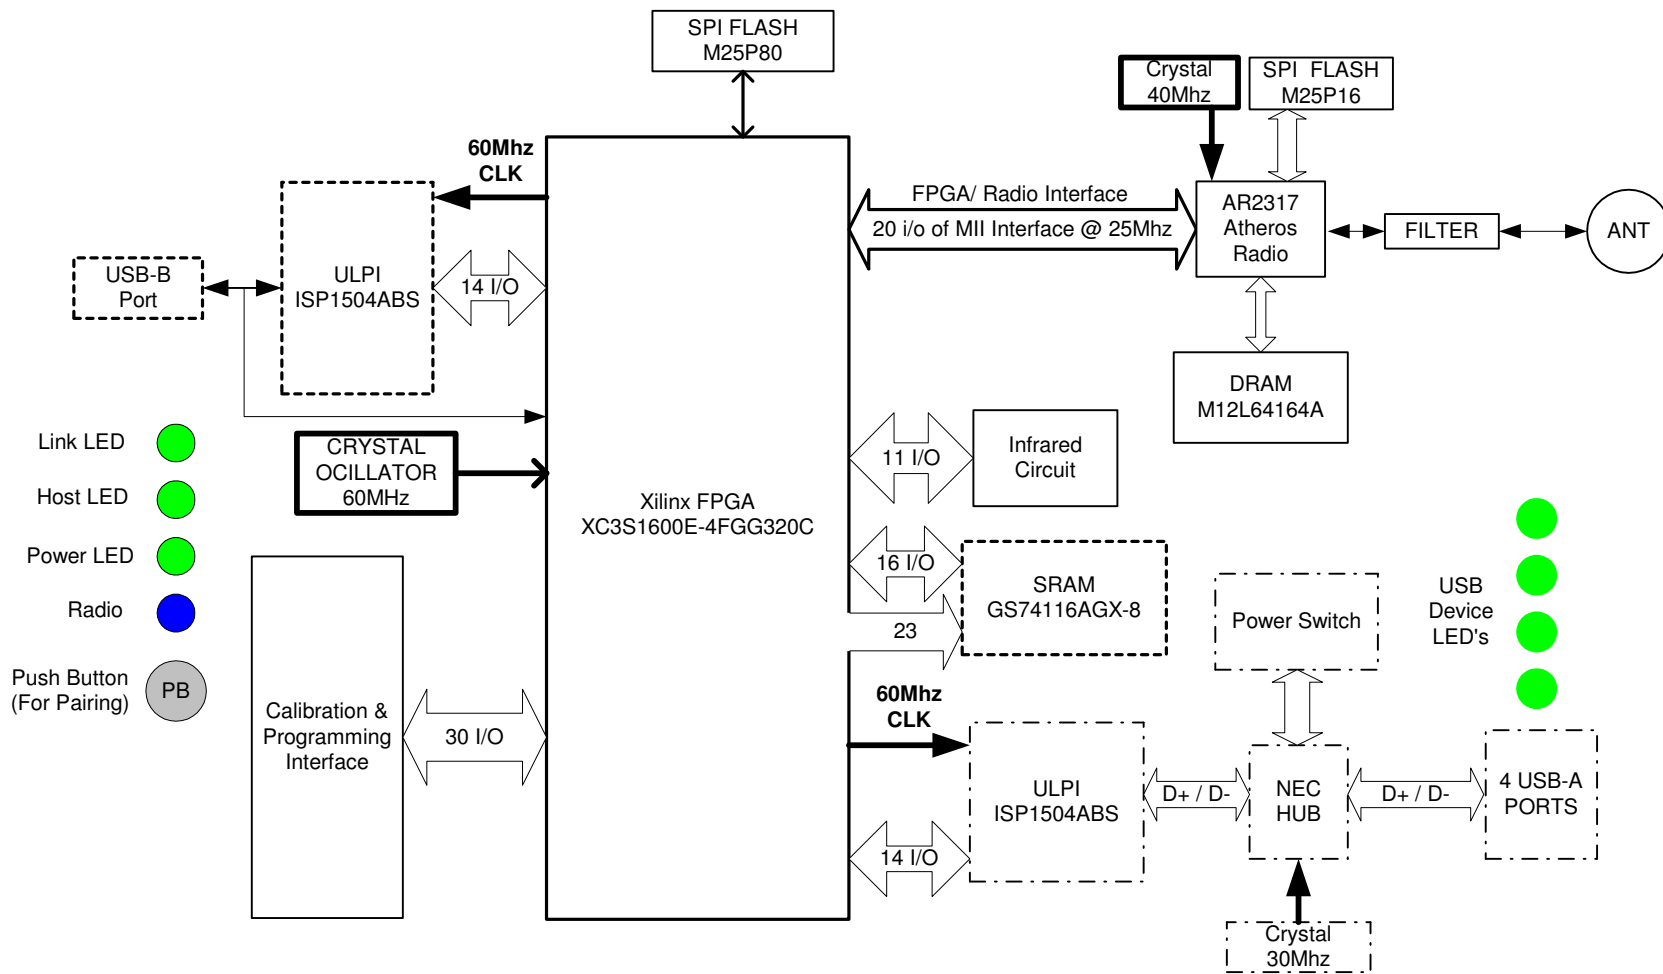 SPI FLASH
M25P80
Crystal
40Mhz
SPI FLASH
M25P16
60Mhz
CLK
FPGA/ Radio Interface
20 i/o of MII Interface @ 25Mhz
AR2317
Atheros
Radio
FILTER
ANT
USB-B
Port
ULPI
ISP1504ABS
14 I/O
DRAM
M12L64164A
Link LED
Host LED
Power LED
Radio
Push Button
(For Pairing)
PB
CRYSTAL
OCILLATOR
60MHz
Xilinx FPGA
XC3S1600E-4FGG320C
11 I/O
Infrared
Circuit
16 I/O
23
SRAM
GS74116AGX-8
Power Switch
USB
Device
LED's
Calibration &
Programming
Interface
30 I/O
60Mhz
CLK
14 I/O
ULPI
ISP1504ABS
D+ / D-
NEC
HUB
D+ / D-
4 USB-A
PORTS
Crystal
30Mhz